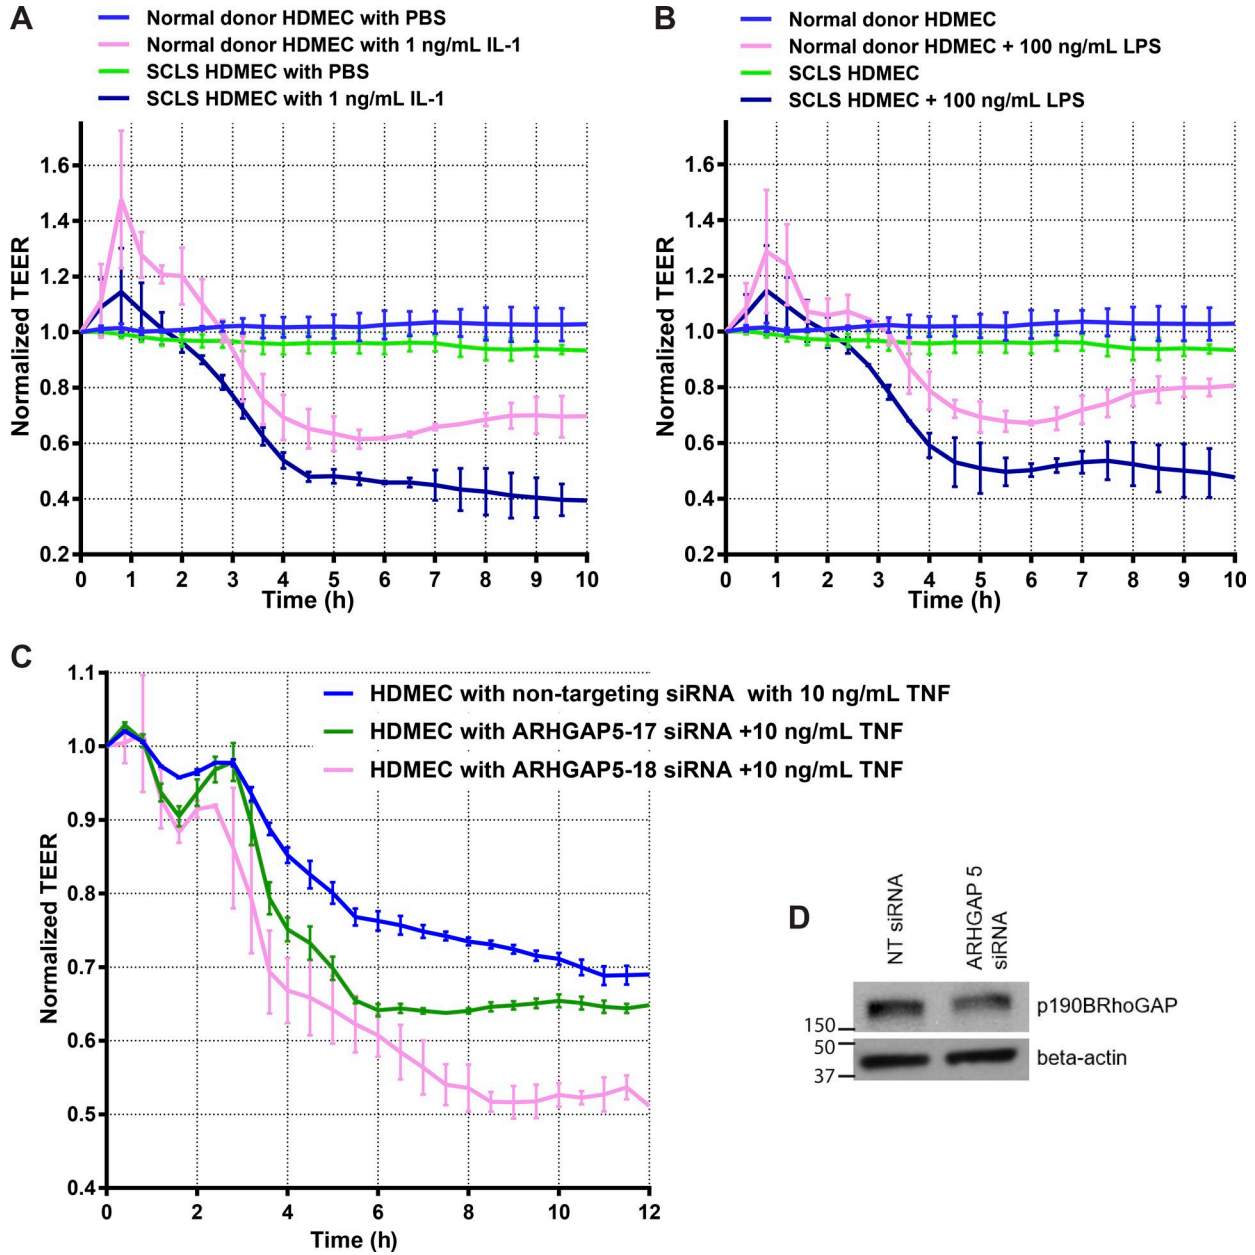 A
Normal donor HDMEC with PBS
Normal donor HDMEC with 1 ng/mL IL-1
SCLS HDMEC with PBS
SCLS HDMEC with 1 ng/mL IL-1
Normalized TEER
1.6
1.4
1.2
1.0
0.8
0.6
0.4
0.2
0 1 2 3 4 5 6 7 8 9 10
Time (h)
B
Normal donor HDMEC
Normal donor HDMEC + 100 ng/mL LPS
SCLS HDMEC
SCLS HDMEC + 100 ng/mL LPS
Normalized TEER
1.6
1.4
1.2
1.0
0.8
0.6
0.4
0.2
0 1 2 3 4 5 6 7 8 9 10
Time (h)
C
HDMEC with non-targeting siRNA with 10 ng/mL TNF
HDMEC with ARHGAP5-17 siRNA +10 ng/mL TNF
HDMEC with ARHGAP5-18 siRNA +10 ng/mL TNF
Normalized TEER
1.1
1.0
0.9
0.8
0.7
0.6
0.5
0.4
0 2 4 6 8 10 12
Time (h)
D
NT siRNA
ARHGAP 5
siRNA
p190BRhoGAP
150
50
beta-actin
37